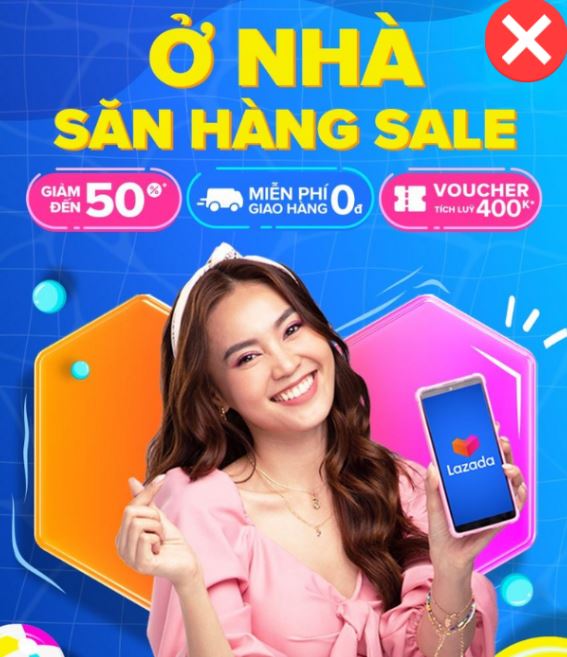 Ở NHÀ
SĂN HÀNG SALE
GIẢM
ĐẾN 50%*
MIỄN PHÍ
GIAO HÀNG 0đ
VOUCHER
TÍCH LUỸ 400K*
Lazada